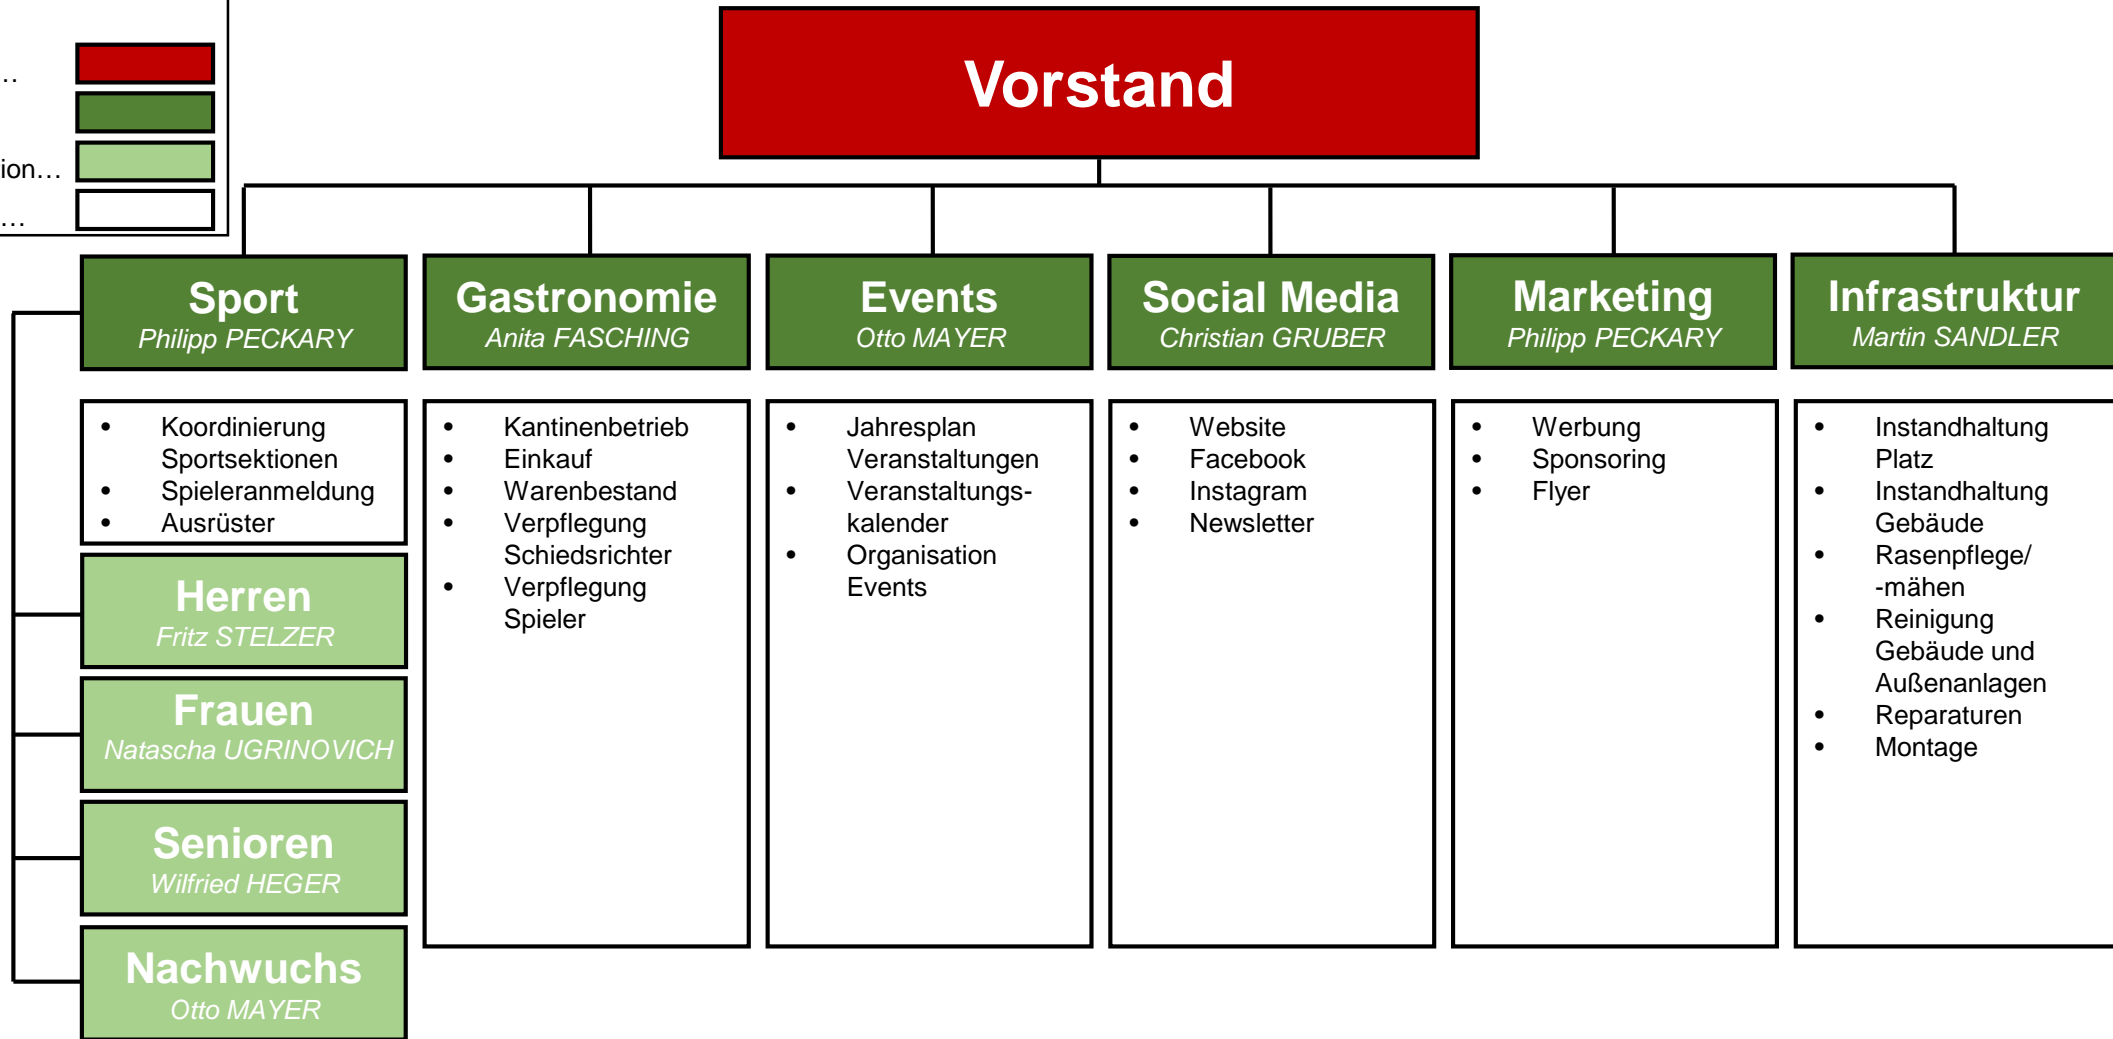 …
ion…
…
Vorstand
Sport
Philipp PECKARY
Gastronomie
Anita FASCHING
Events
Otto MAYER
Social Media
Christian GRUBER
Marketing
Philipp PECKARY
Infrastruktur
Martin SANDLER
• Koordinierung
Sportsektionen
• Spieleranmeldung
• Ausrüster
Herren
Fritz STELZER
Frauen
Natascha UGRINOVICH
Senioren
Wilfried HEGER
Nachwuchs
Otto MAYER
• Kantinenbetrieb
• Einkauf
• Warenbestand
• Verpflegung
Schiedsrichter
• Verpflegung
Spieler
• Jahresplan
Veranstaltungen
• Veranstaltungs-
kalender
• Organisation
Events
• Website
• Facebook
• Instagram
• Newsletter
• Werbung
• Sponsoring
• Flyer
• Instandhaltung
Platz
• Instandhaltung
Gebäude
• Rasenpflege/
-mähen
• Reinigung
Gebäude und
Außenanlagen
• Reparaturen
• Montage